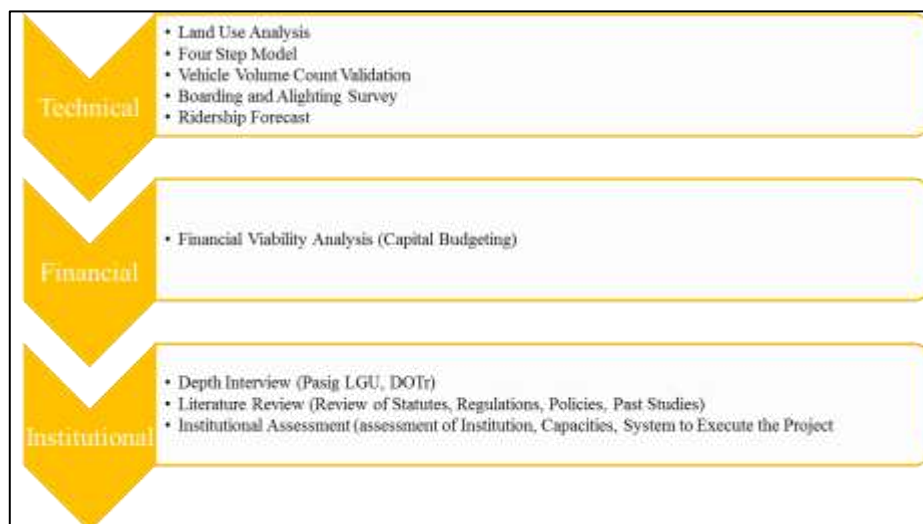 Technical
• Land Use Analysis
• Four Step Model
• Vehicle Volume Count Validation
• Boarding and Alighting Survey
• Ridership Forecast
Financial
• Financial Viability Analysis (Capital Budgeting)
Institutional
• Depth Interview (Pasig LGU, DOTr)
• Literature Review (Review of Statutes, Regulations, Policies, Past Studies)
• Institutional Assessment (assessment of Institution, Capacities, System to Execute the Project